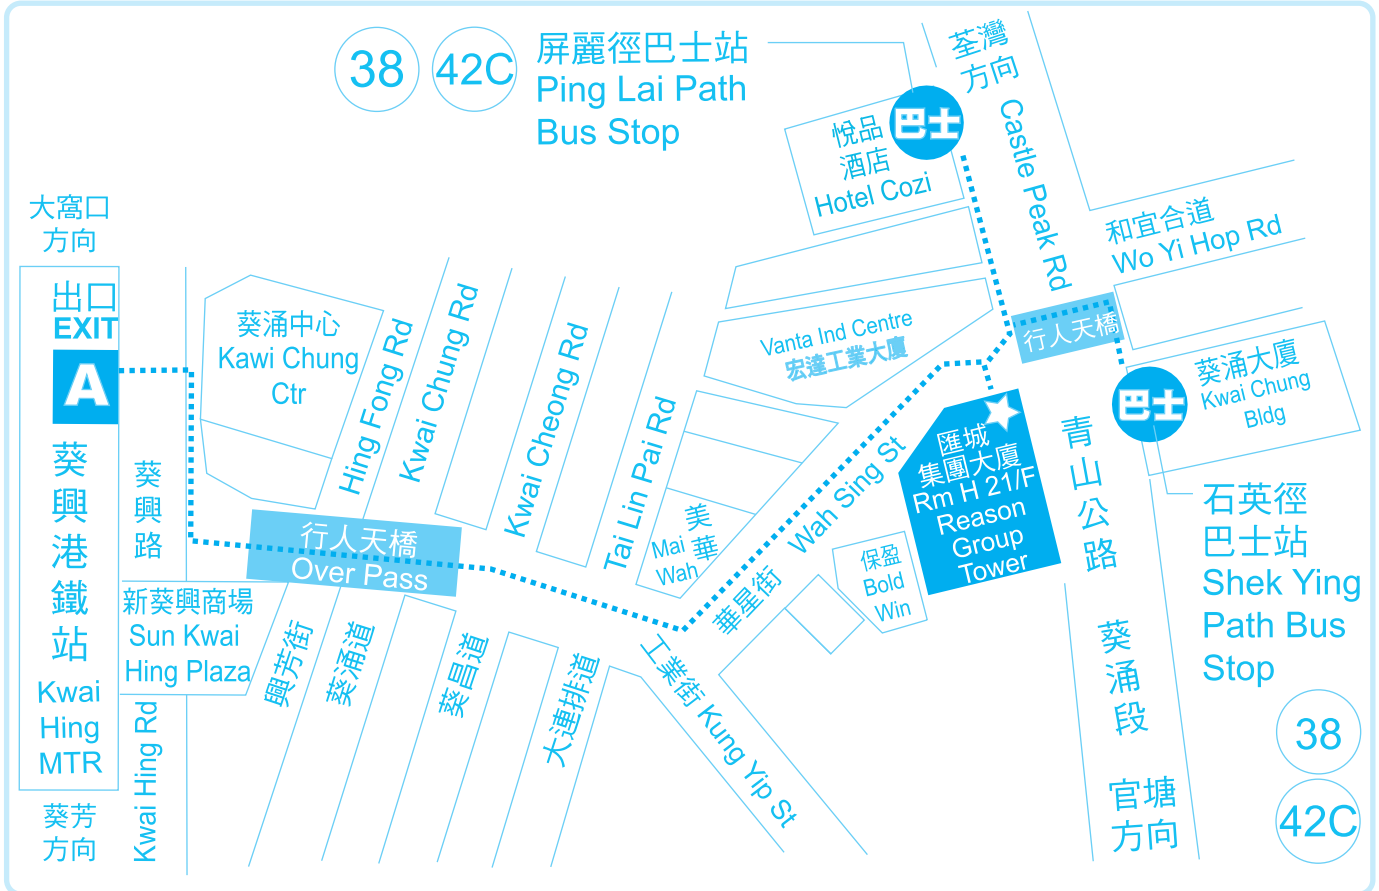 38
42C
屏麗徑巴士站
Ping Lai Path
Bus Stop
荃灣
方向
Castle Peak Rd
巴士
悅品
酒店
Hotel Cozi
和宜合道
Wo Yi Hop Rd
大窩口
方向
出口
EXIT
A
葵興港鐵站
Kwai
Hing
MTR
葵芳
方向
葵興路
Kwai Hing Rd
葵涌中心
Kawi Chung
Ctr
Hing Fong Rd
Kwai Chung Rd
Kwai Cheong Rd
Tai Lin Pai Rd
Vanta Ind Centre
宏達工業大廈
行人天橋
巴士
葵涌大廈
Kwai Chung
Bldg
匯城
集團大廈
Rm H 21/F
Reason
Group
Tower
青山公路
葵涌段
官塘
方向
石英徑
巴士站
Shek Ying
Path Bus
Stop
38
42C
行人天橋
Over Pass
新葵興商場
Sun Kwai
Hing Plaza
興芳街
葵涌道
葵昌道
大連排道
美華
Mai
Wah
Wah Sing St
華星街
保盈
Bold
Win
工業街 Kung Yip St